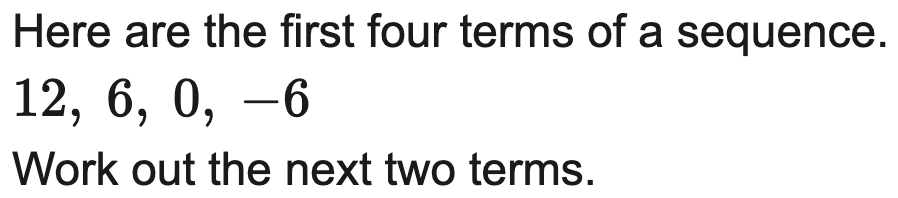 Here are the first four terms of a sequence.
12, 6, 0, −6
Work out the next two terms.